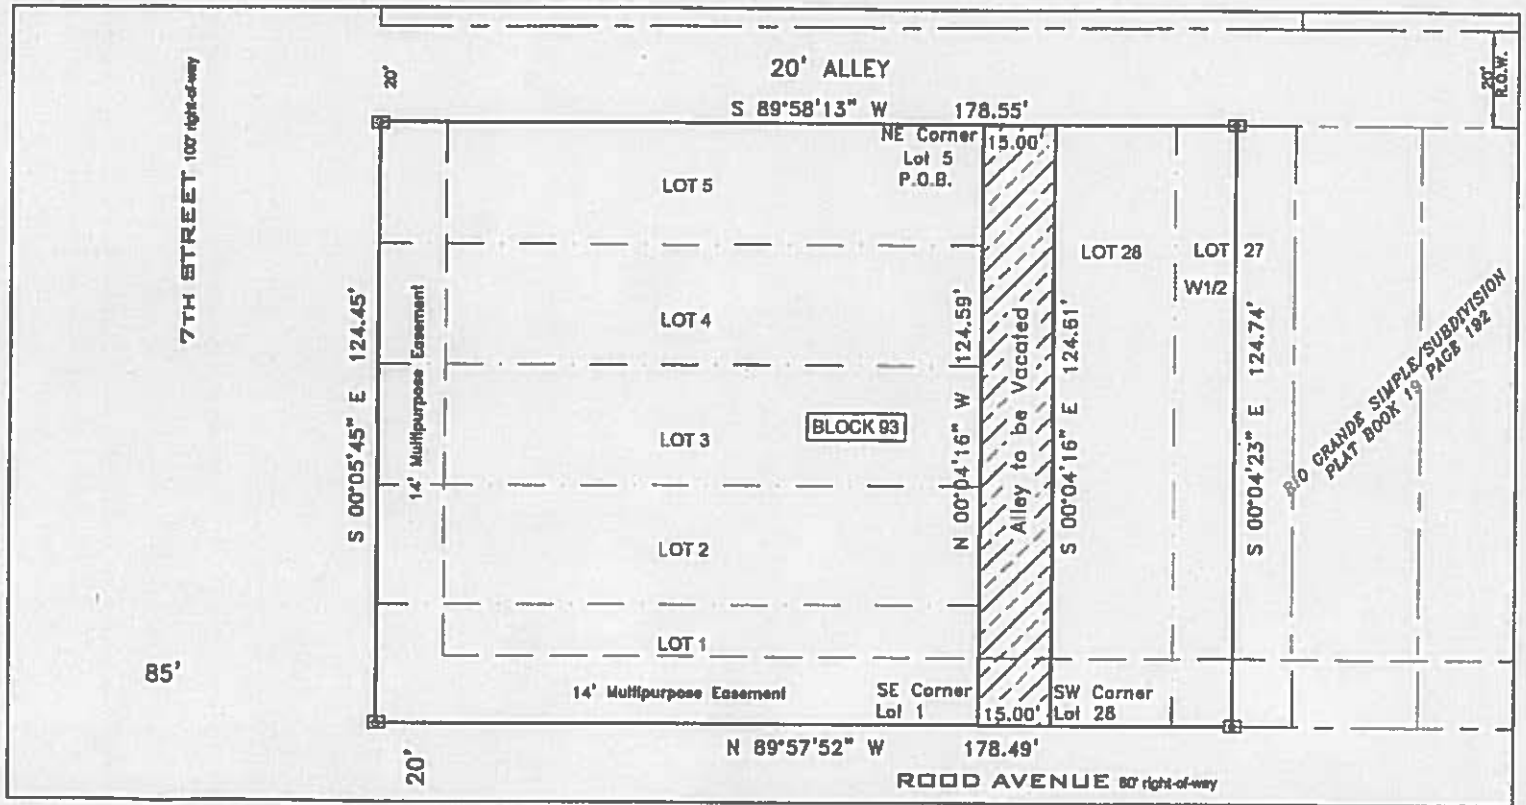 20' ALLEY
20'
20'
R.O.W.
S 89°58'13" W 178.55'
7TH STREET 100' right-of-way
NE Corner
Lot 5
P.O.B.
15.00'
LOT 5
LOT 28
LOT 27
W1/2
LOT 4
S 00°05'45" E 124.45'
14' Multipurpose Easement
N 00°04'16" W 124.59'
Alley to be Vacated
S 00°04'16" E 124.61'
S 00°04'23" E 124.74'
RIO GRANDE SIMPLE/SUBDIVISION
PLAT BOOK 19 PAGE 192
BLOCK 93
LOT 3
LOT 2
LOT 1
85'
14' Multipurpose Easement
SE Corner
Lot 1
15.00'
SW Corner
Lot 28
20'
N 89°57'52" W 178.49'
ROOD AVENUE 80' right-of-way